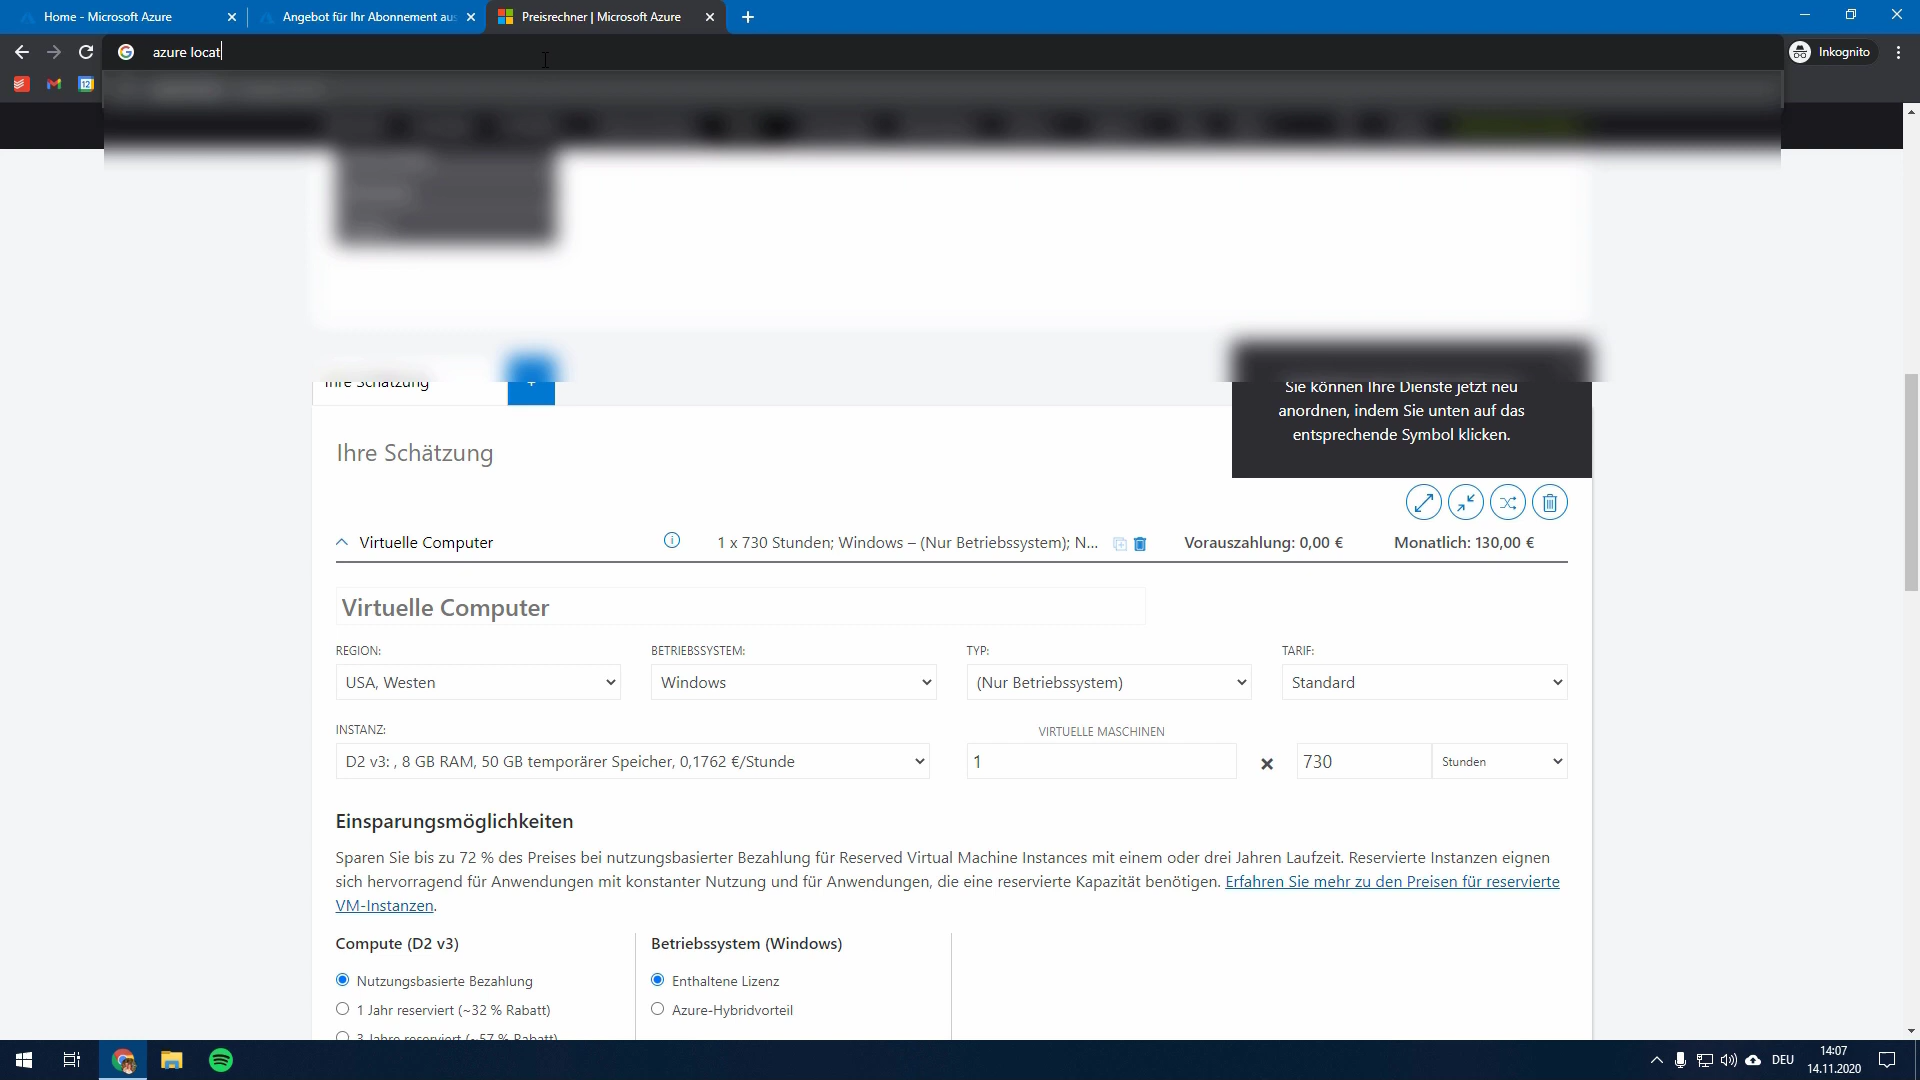 Home - Microsoft Azure
Angebot für Ihr Abonnement aus
Preisrechner | Microsoft Azure
azure locat
Inkognito
12
Ihre Schätzung
+
Sie können Ihre Dienste jetzt neu
anordnen, indem Sie unten auf das
entsprechende Symbol klicken.
Ihre Schätzung
Virtuelle Computer
1 x 730 Stunden; Windows – (Nur Betriebssystem); N...
Vorauszahlung: 0,00 €
Monatlich: 130,00 €
Virtuelle Computer
REGION:
BETRIEBSSYSTEM:
TYP:
TARIF:
USA, Westen
Windows
(Nur Betriebssystem)
Standard
INSTANZ:
VIRTUELLE MASCHINEN
D2 v3: , 8 GB RAM, 50 GB temporärer Speicher, 0,1762 €/Stunde
1
730
Stunden
Einsparungsmöglichkeiten
Sparen Sie bis zu 72 % des Preises bei nutzungsbasierter Bezahlung für Reserved Virtual Machine Instances mit einem oder drei Jahren Laufzeit. Reservierte Instanzen eignen
sich hervorragend für Anwendungen mit konstanter Nutzung und für Anwendungen, die eine reservierte Kapazität benötigen. Erfahren Sie mehr zu den Preisen für reservierte
VM-Instanzen.
Compute (D2 v3)
Betriebssystem (Windows)
Nutzungsbasierte Bezahlung
Enthaltene Lizenz
1 Jahr reserviert (~32 % Rabatt)
Azure-Hybridvorteil
3 Jahre reserviert (~57 % Rabatt)
DEU
14:07
14.11.2020